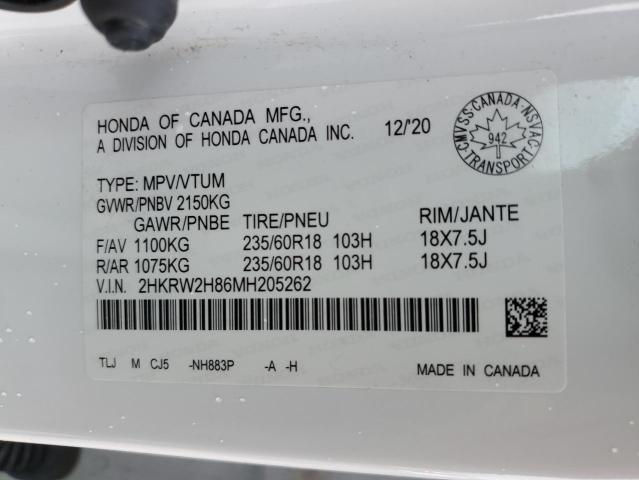 HONDA OF CANADA MFG.,
A DIVISION OF HONDA CANADA INC. 12/'20
CMVSS·CANADA·NSVAC
942
TRANSPORT
TYPE: MPV/VTUM
GVWR/PNBV 2150KG
GAWR/PNBE TIRE/PNEU RIM/JANTE
F/AV 1100KG 235/60R18 103H 18X7.5J
R/AR 1075KG 235/60R18 103H 18X7.5J
V.I.N. 2HKRW2H86MH205262
TLJ M CJ5 -NH883P -A -H MADE IN CANADA